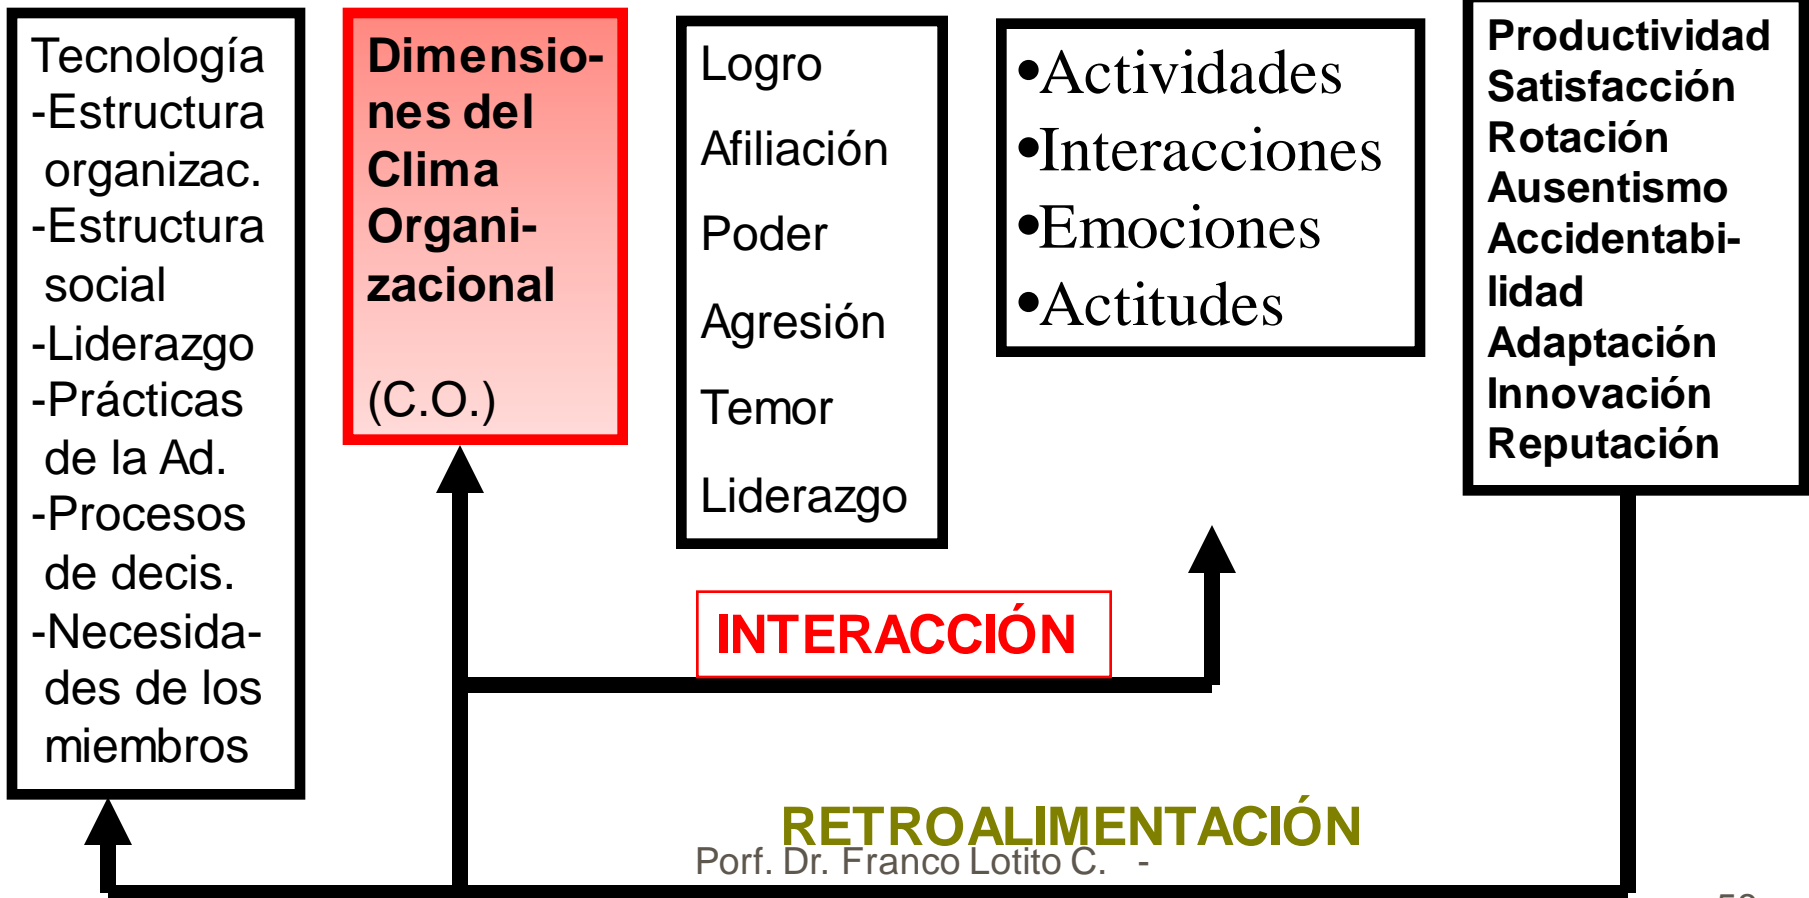 Tecnología
-Estructura
organizac.
-Estructura
social
-Liderazgo
-Prácticas
de la Ad.
-Procesos
de decis.
-Necesida-
des de los
miembros
Dimensio-
nes del
Clima
Organi-
zacional
(C.O.)
Logro
Afiliación
Poder
Agresión
Temor
Liderazgo
•Actividades
•Interacciones
•Emociones
•Actitudes
Productividad
Satisfacción
Rotación
Ausentismo
Accidentabi-
lidad
Adaptación
Innovación
Reputación
INTERACCIÓN
RETROALIMENTACIÓN
Porf. Dr. Franco Lotito C. -